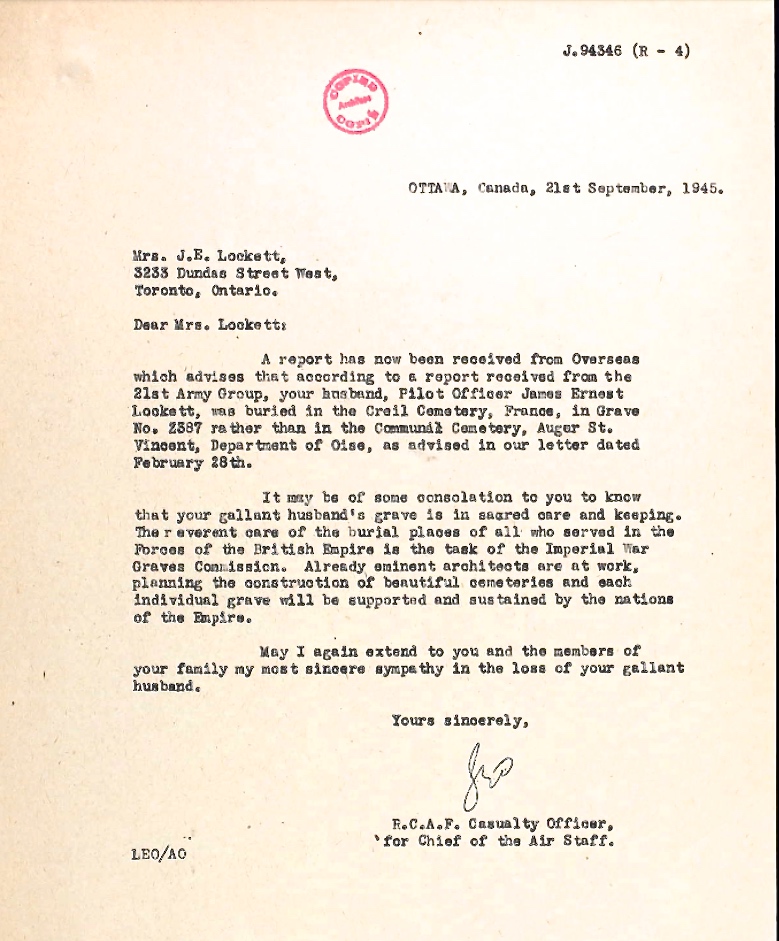 J.94346 (R - 4)
COPIED
Archives
COPIÉ
OTTAWA, Canada, 21st September, 1945.
Mrs. J.E. Lockett,
3233 Dundas Street West,
Toronto, Ontario.
Dear Mrs. Lockett:
A report has now been received from Overseas
which advises that according to a report received from the
21st Army Group, your husband, Pilot Officer James Ernest
Lockett, was buried in the Creil Cemetery, France, in Grave
No. 2387 rather than in the Communal Cemetery, Auger St.
Vincent, Department of Oise, as advised in our letter dated
February 28th.
It may be of some consolation to you to know
that your gallant husband's grave is in sacred care and keeping.
The reverent care of the burial places of all who served in the
Forces of the British Empire is the task of the Imperial War
Graves Commission. Already eminent architects are at work,
planning the construction of beautiful cemeteries and each
individual grave will be supported and sustained by the nations
of the Empire.
May I again extend to you and the members of
your family my most sincere sympathy in the loss of your gallant
husband.
Yours sincerely,
R.C.A.F. Casualty Officer,
for Chief of the Air Staff.
LEO/AO